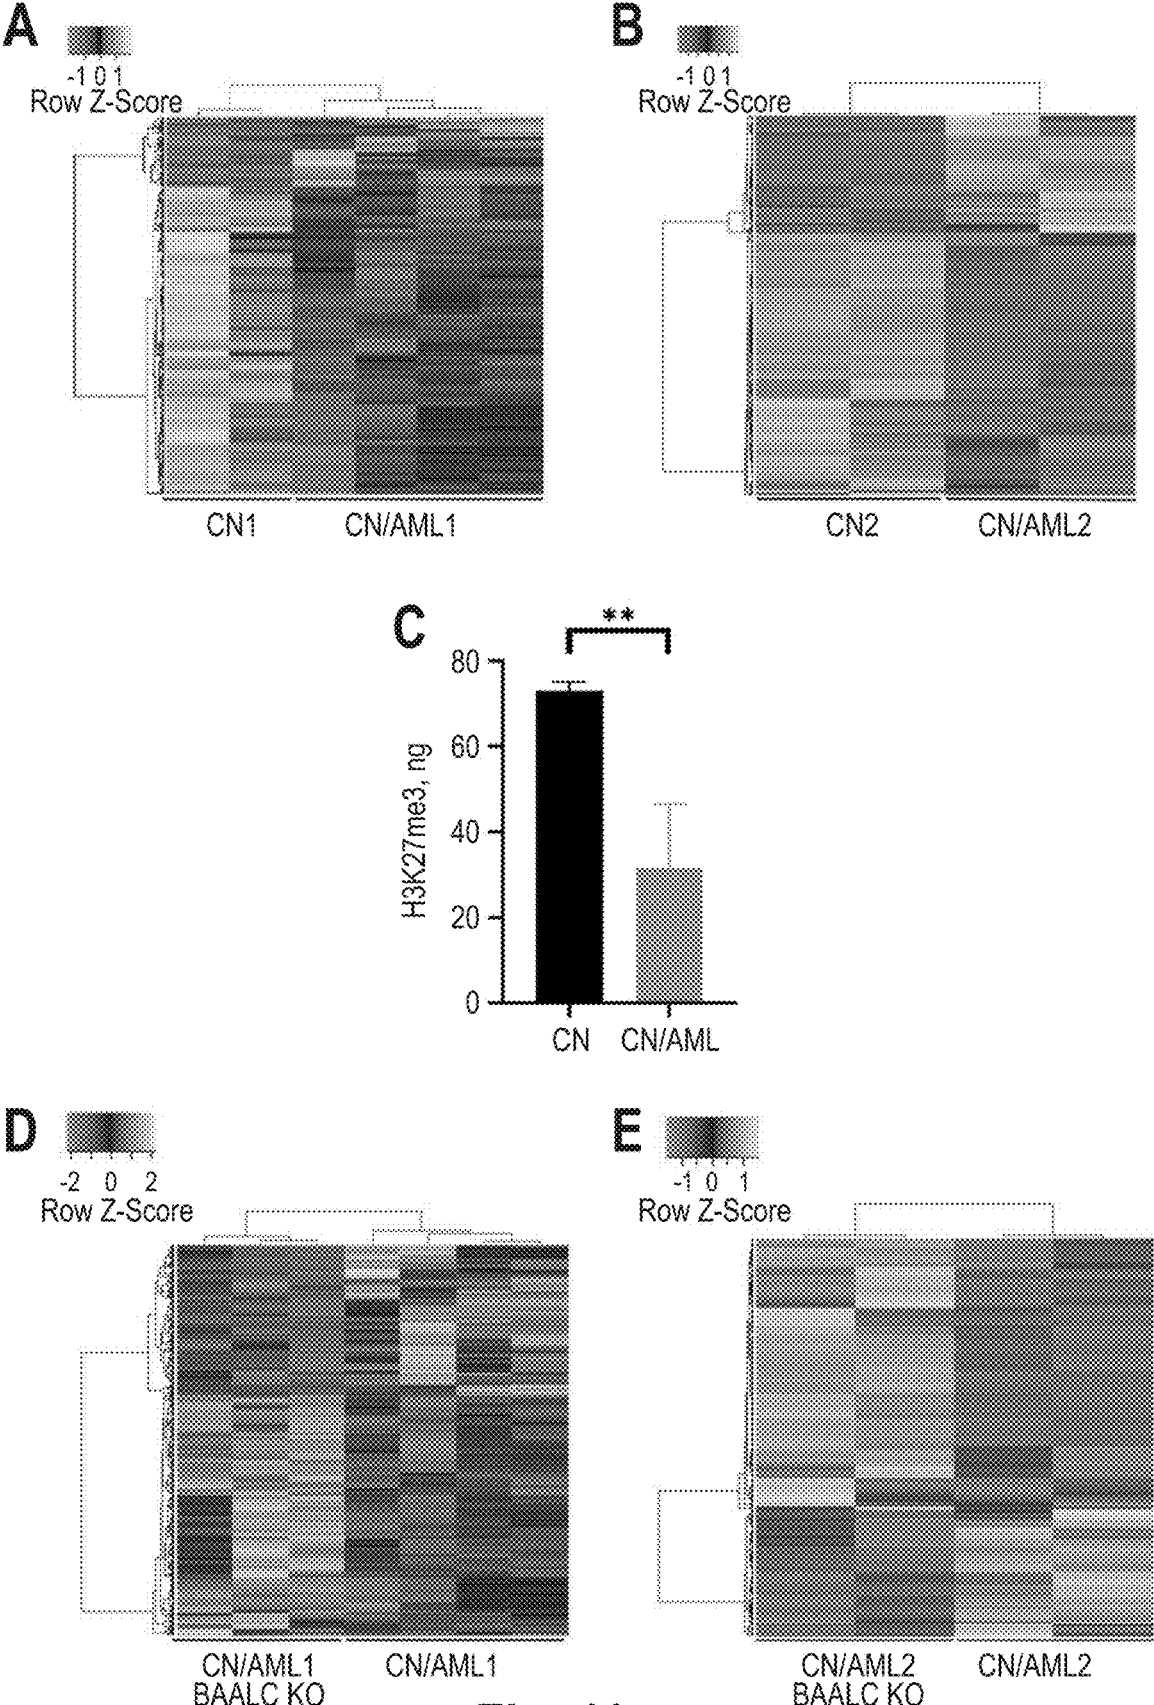 A
-1 0 1
Row Z-Score
CN1
CN/AML1
B
-1 0 1
Row Z-Score
CN2
CN/AML2
C
**
80
60
40
20
0
H3K27me3, ng
CN
CN/AML
D
-2 0 2
Row Z-Score
CN/AML1
BAALC KO
CN/AML1
E
-1 0 1
Row Z-Score
CN/AML2
BAALC KO
CN/AML2